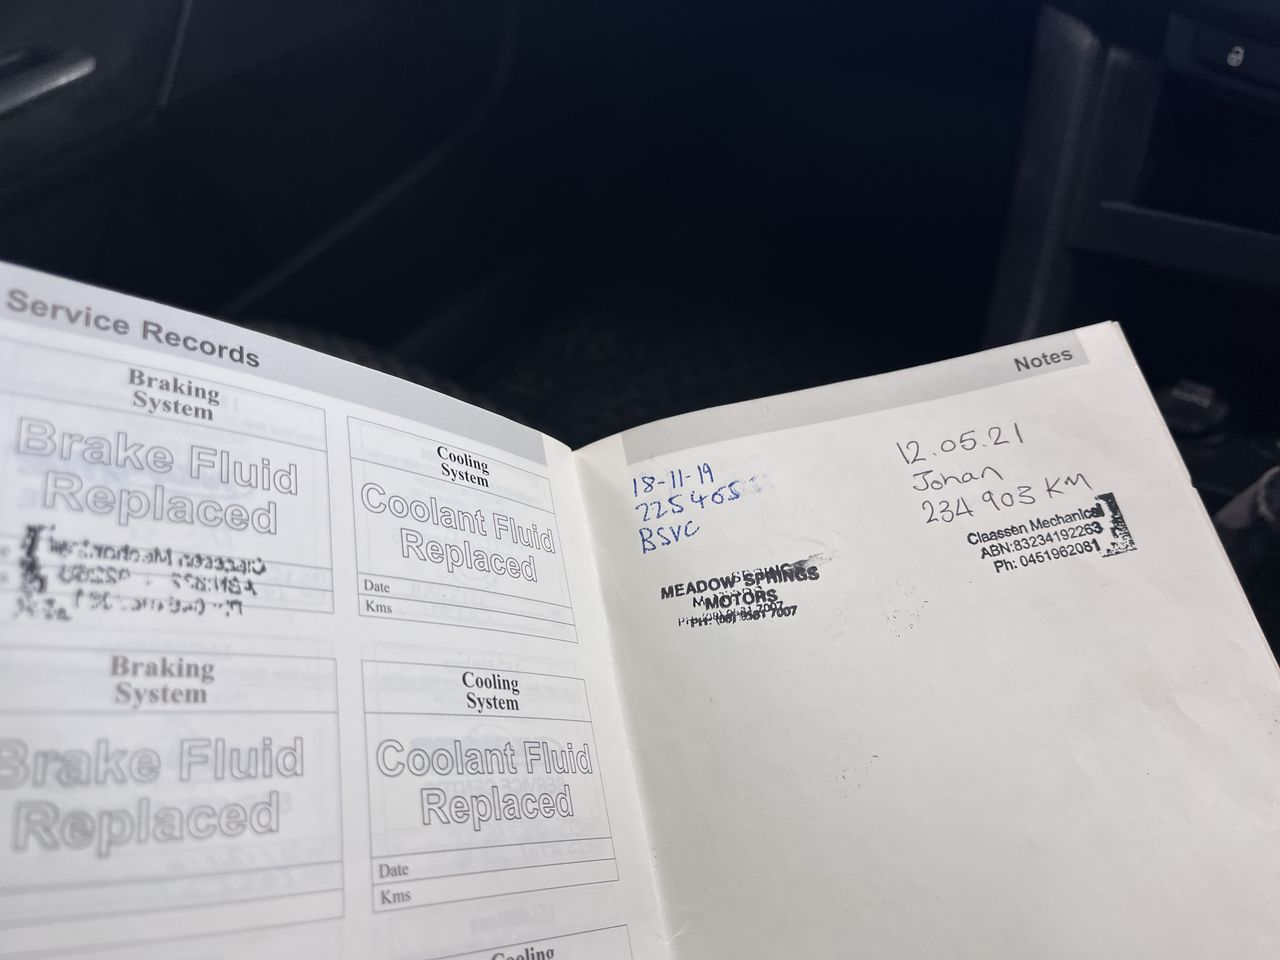 Service Records
Braking
System
Brake Fluid
Replaced
Cooling
System
Coolant Fluid
Replaced
Date
Kms
Braking
System
Brake Fluid
Replaced
Cooling
System
Coolant Fluid
Replaced
Date
Kms
Cooling
Notes
18-11-19
225405
BSVC
MEADOW SPRINGS
MOTORS
12.05.21
Johan
234 903 KM
Claassen Mechanical
ABN:83234192263
Ph: 0451962081